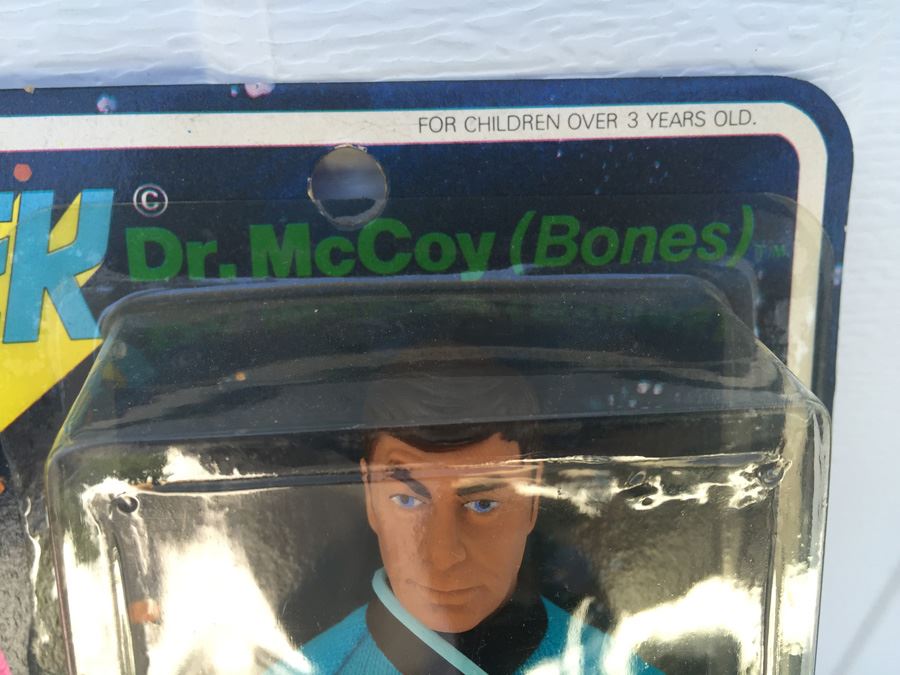 FOR CHILDREN OVER 3 YEARS OLD.
EK ©
Dr. McCoy (Bones)™